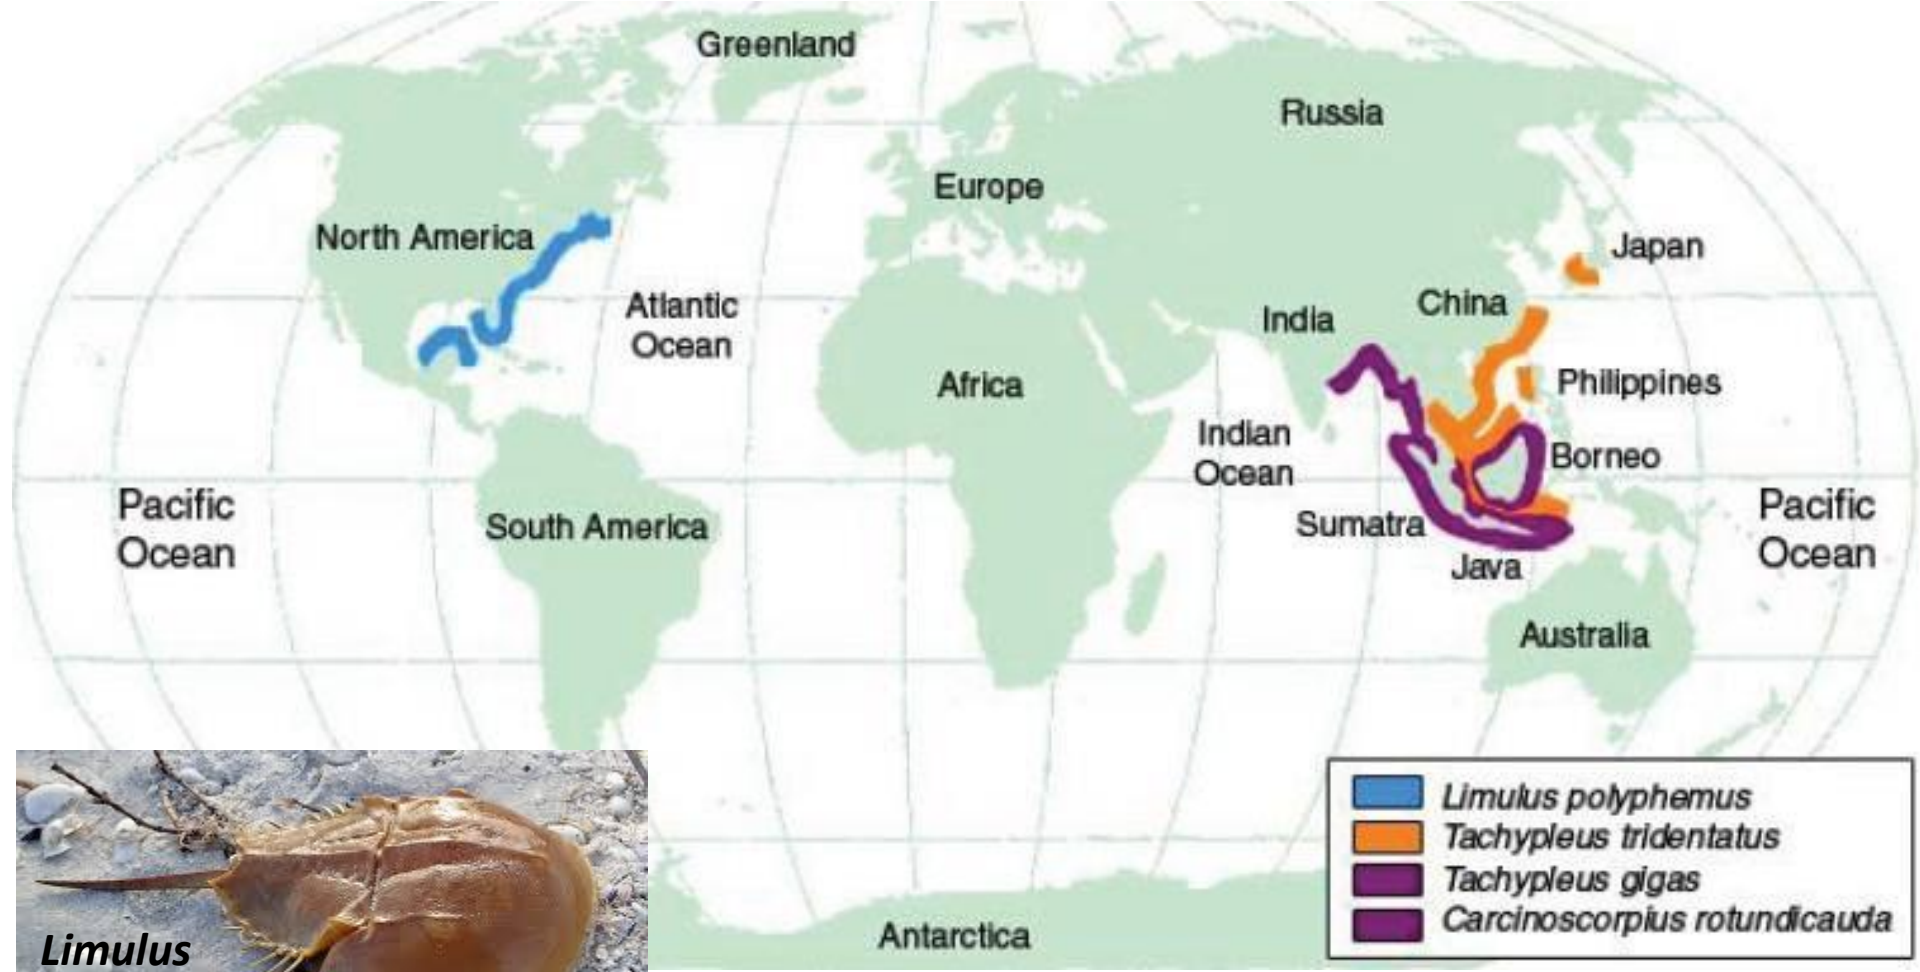 Greenland
Russia
Europe
North America
Japan
Atlantic
Ocean
China
India
Africa
Philippines
Indian
Ocean
Borneo
Pacific
Ocean
South America
Sumatra
Pacific
Ocean
Java
Australia
Limulus polyphemus
Tachypleus tridentatus
Tachypleus gigas
Carcinoscorpius rotundicauda
Antarctica
Limulus